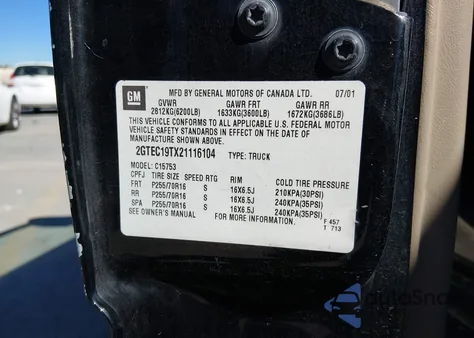 GM
MFD BY GENERAL MOTORS OF CANADA LTD. 07/01
GVWR GAWR FRT GAWR RR
2812KG(6200LB) 1633KG(3600LB) 1672KG(3686LB)
THIS VEHICLE CONFORMS TO ALL APPLICABLE U.S. FEDERAL MOTOR
VEHICLE SAFETY STANDARDS IN EFFECT ON THE DATE OF
MANUFACTURE SHOWN ABOVE.
2GTEC19TX21116104 TYPE: TRUCK
MODEL: C15753
CPFJ TIRE SIZE SPEED RTG RIM COLD TIRE PRESSURE
FRT P255/70R16 S 16X6.5J 210KPA(30PSI)
RR P255/70R16 S 16X6.5J 240KPA(35PSI)
SPA P255/70R16 S 16X6.5J 240KPA(35PSI)
SEE OWNER'S MANUAL FOR MORE INFORMATION.
F 457
T 713
autoSna